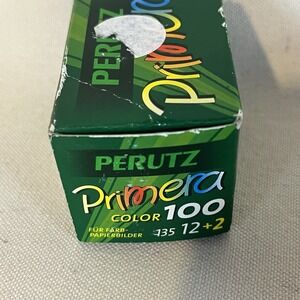 PERUTZ
Primera
PERUTZ
Primera
COLOR 100
FÜR FARB-
PAPIERBILDER
135 12+2